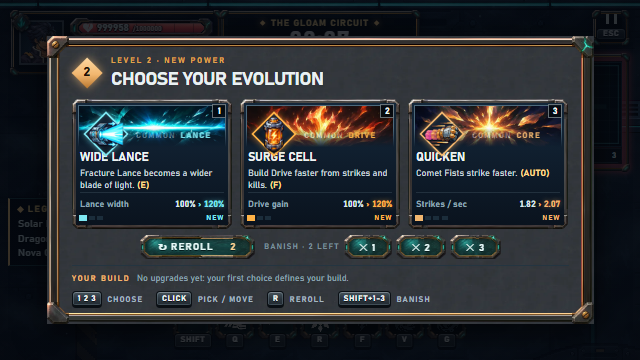 999958
THE GLOAM CIRCUIT
ESC
2
LEVEL 2 - NEW POWER
CHOOSE YOUR EVOLUTION
1
COMMON LANCE
WIDE LANCE
Fracture Lance becomes a wider
blade of light. (E)
Lance width 100% › 120%
NEW
2
COMMON DRIVE
SURGE CELL
Build Drive faster from strikes and
kills. (F)
Drive gain 100% › 120%
NEW
3
COMMON CORE
QUICKEN
Comet Fists strike faster. (AUTO)
Strikes / sec 1.82 › 2.07
NEW
↻ REROLL 2
BANISH · 2 LEFT
× 1
× 2
× 3
YOUR BUILD No upgrades yet: your first choice defines your build.
1 2 3 CHOOSE CLICK PICK / MOVE R REROLL SHIFT+1-3 BANISH
LEG
Solar
Drago
Nova
3
SHIFT Q E R F V G